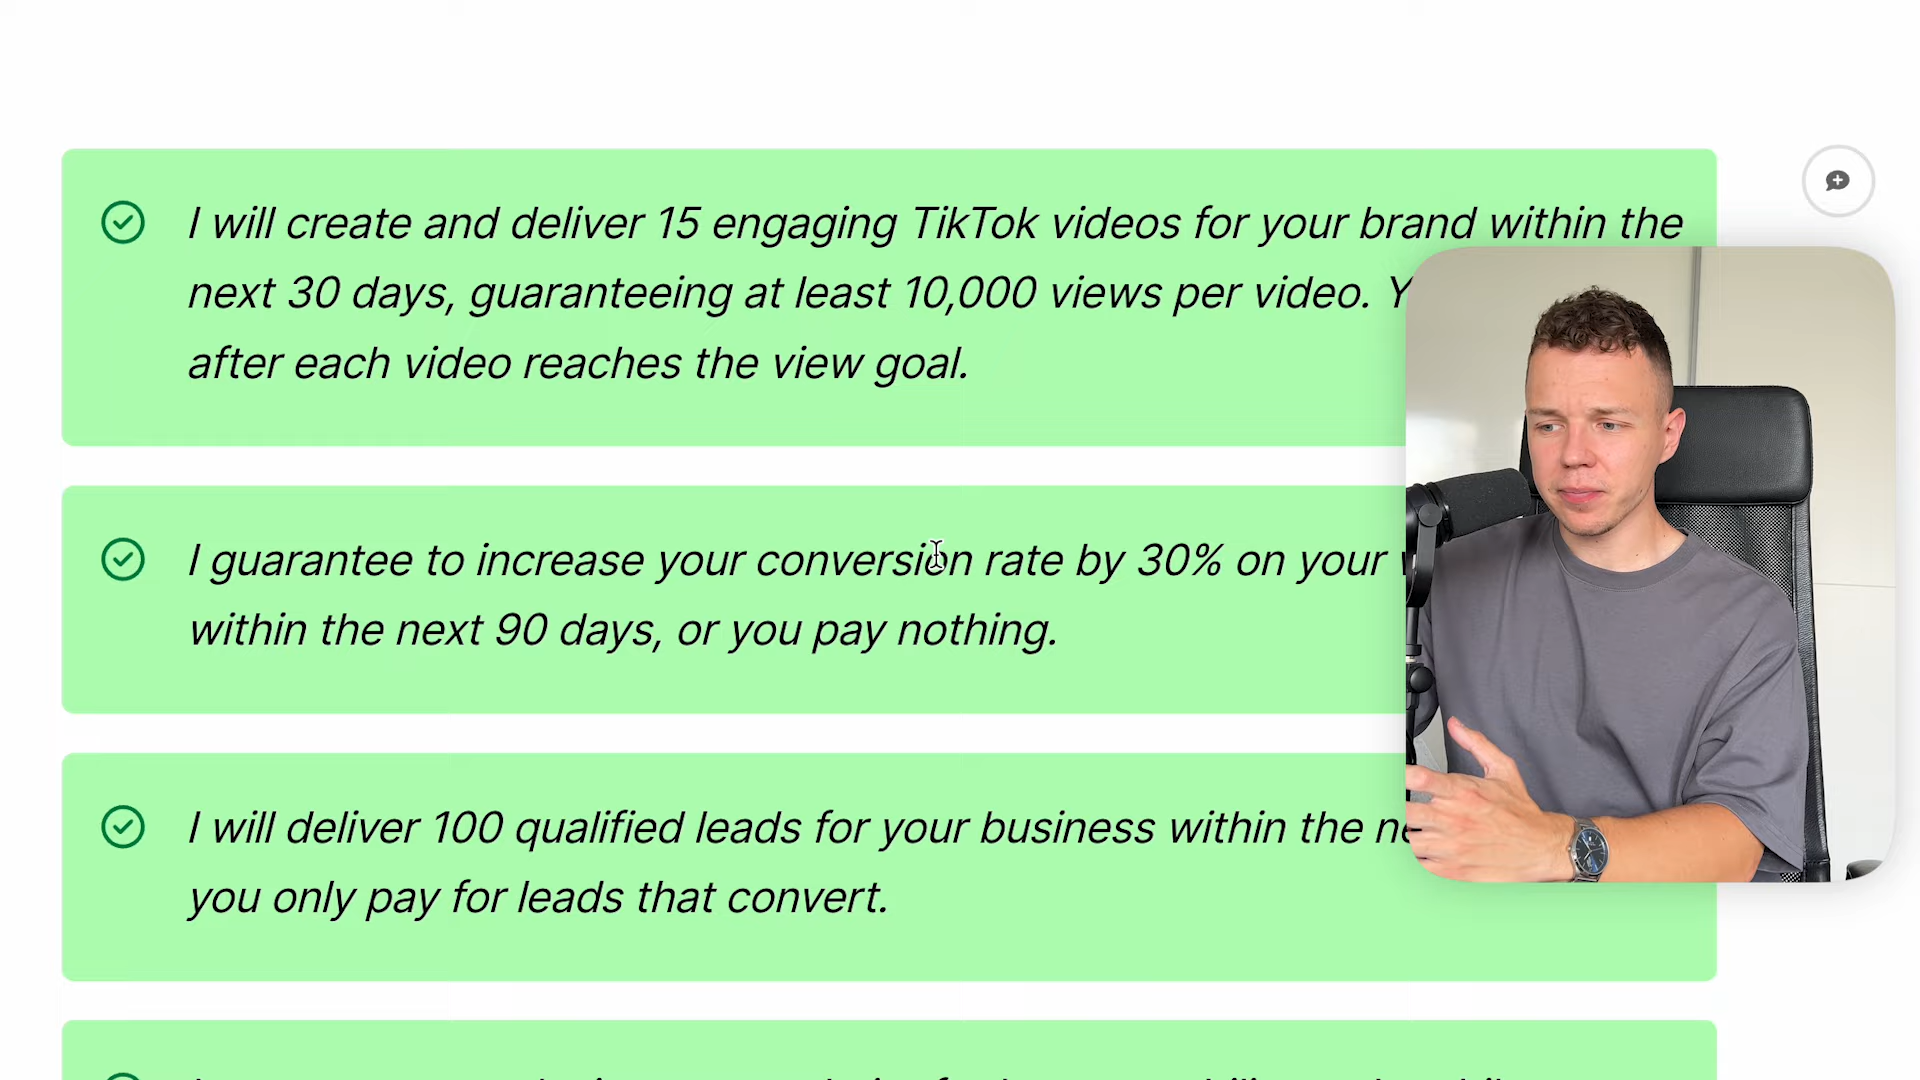 I will create and deliver 15 engaging TikTok videos for your brand within the
next 30 days, guaranteeing at least 10,000 views per video.
after each video reaches the view goal.
I guarantee to increase your conversion rate by 30% on your
within the next 90 days, or you pay nothing.
I will deliver 100 qualified leads for your business within the
you only pay for leads that convert.